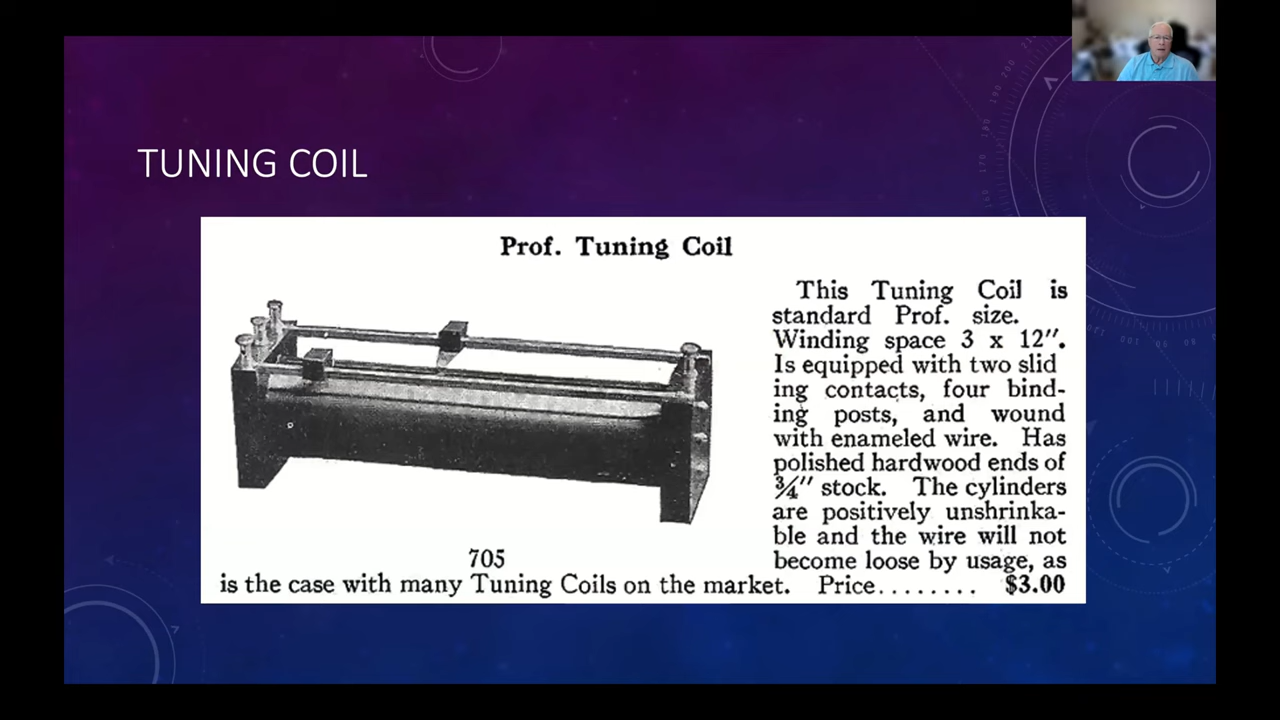 TUNING COIL
Prof. Tuning Coil
This Tuning Coil is
standard Prof. size.
Winding space 3 x 12".
Is equipped with two slid
ing contacts, four bind-
ing posts, and wound
with enameled wire. Has
polished hardwood ends of
¾" stock. The cylinders
are positively unshrinka-
ble and the wire will not
become loose by usage, as
705
is the case with many Tuning Coils on the market. Price........ $3.00